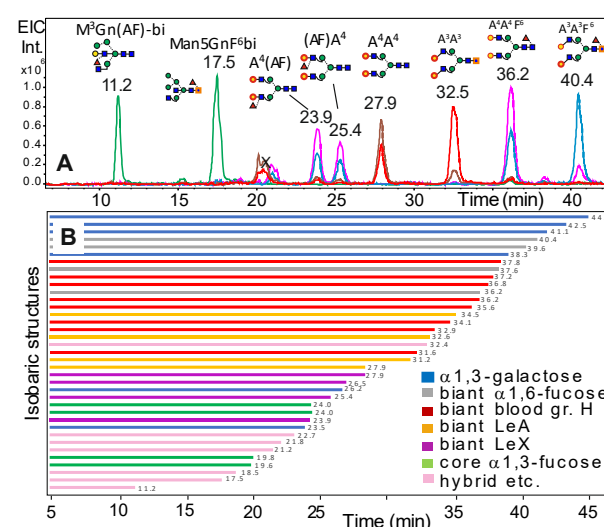 EIC
Int.
x10⁶
1.0
0.8
0.6
0.4
0.2
0.0
M³Gn(AF)-bi
11.2
Man5GnF⁶bi
17.5
A⁴(AF)
(AF)A⁴
23.9
25.4
A⁴A⁴
27.9
A³A³
32.5
A⁴A⁴F⁶
36.2
A³A³F⁶
40.4
X
A
10 15 20 25 30 35 40
Time (min)
B
Isobaric structures
44
42.5
41.1
40.4
39.6
38.3
37.8
37.6
37.2
36.8
36.2
36.2
35.6
34.5
34.1
32.9
32.6
32.4
31.6
31.2
27.9
27.9
26.5
26.2
25.4
24.0
24.0
23.9
23.5
22.7
21.8
21.2
19.8
19.6
18.5
17.5
11.2
α1,3-galactose
biant α1,6-fucose
biant blood gr. H
biant LeA
biant LeX
core α1,3-fucose
hybrid etc.
5 10 15 20 25 30 35 40 45
Time (min)